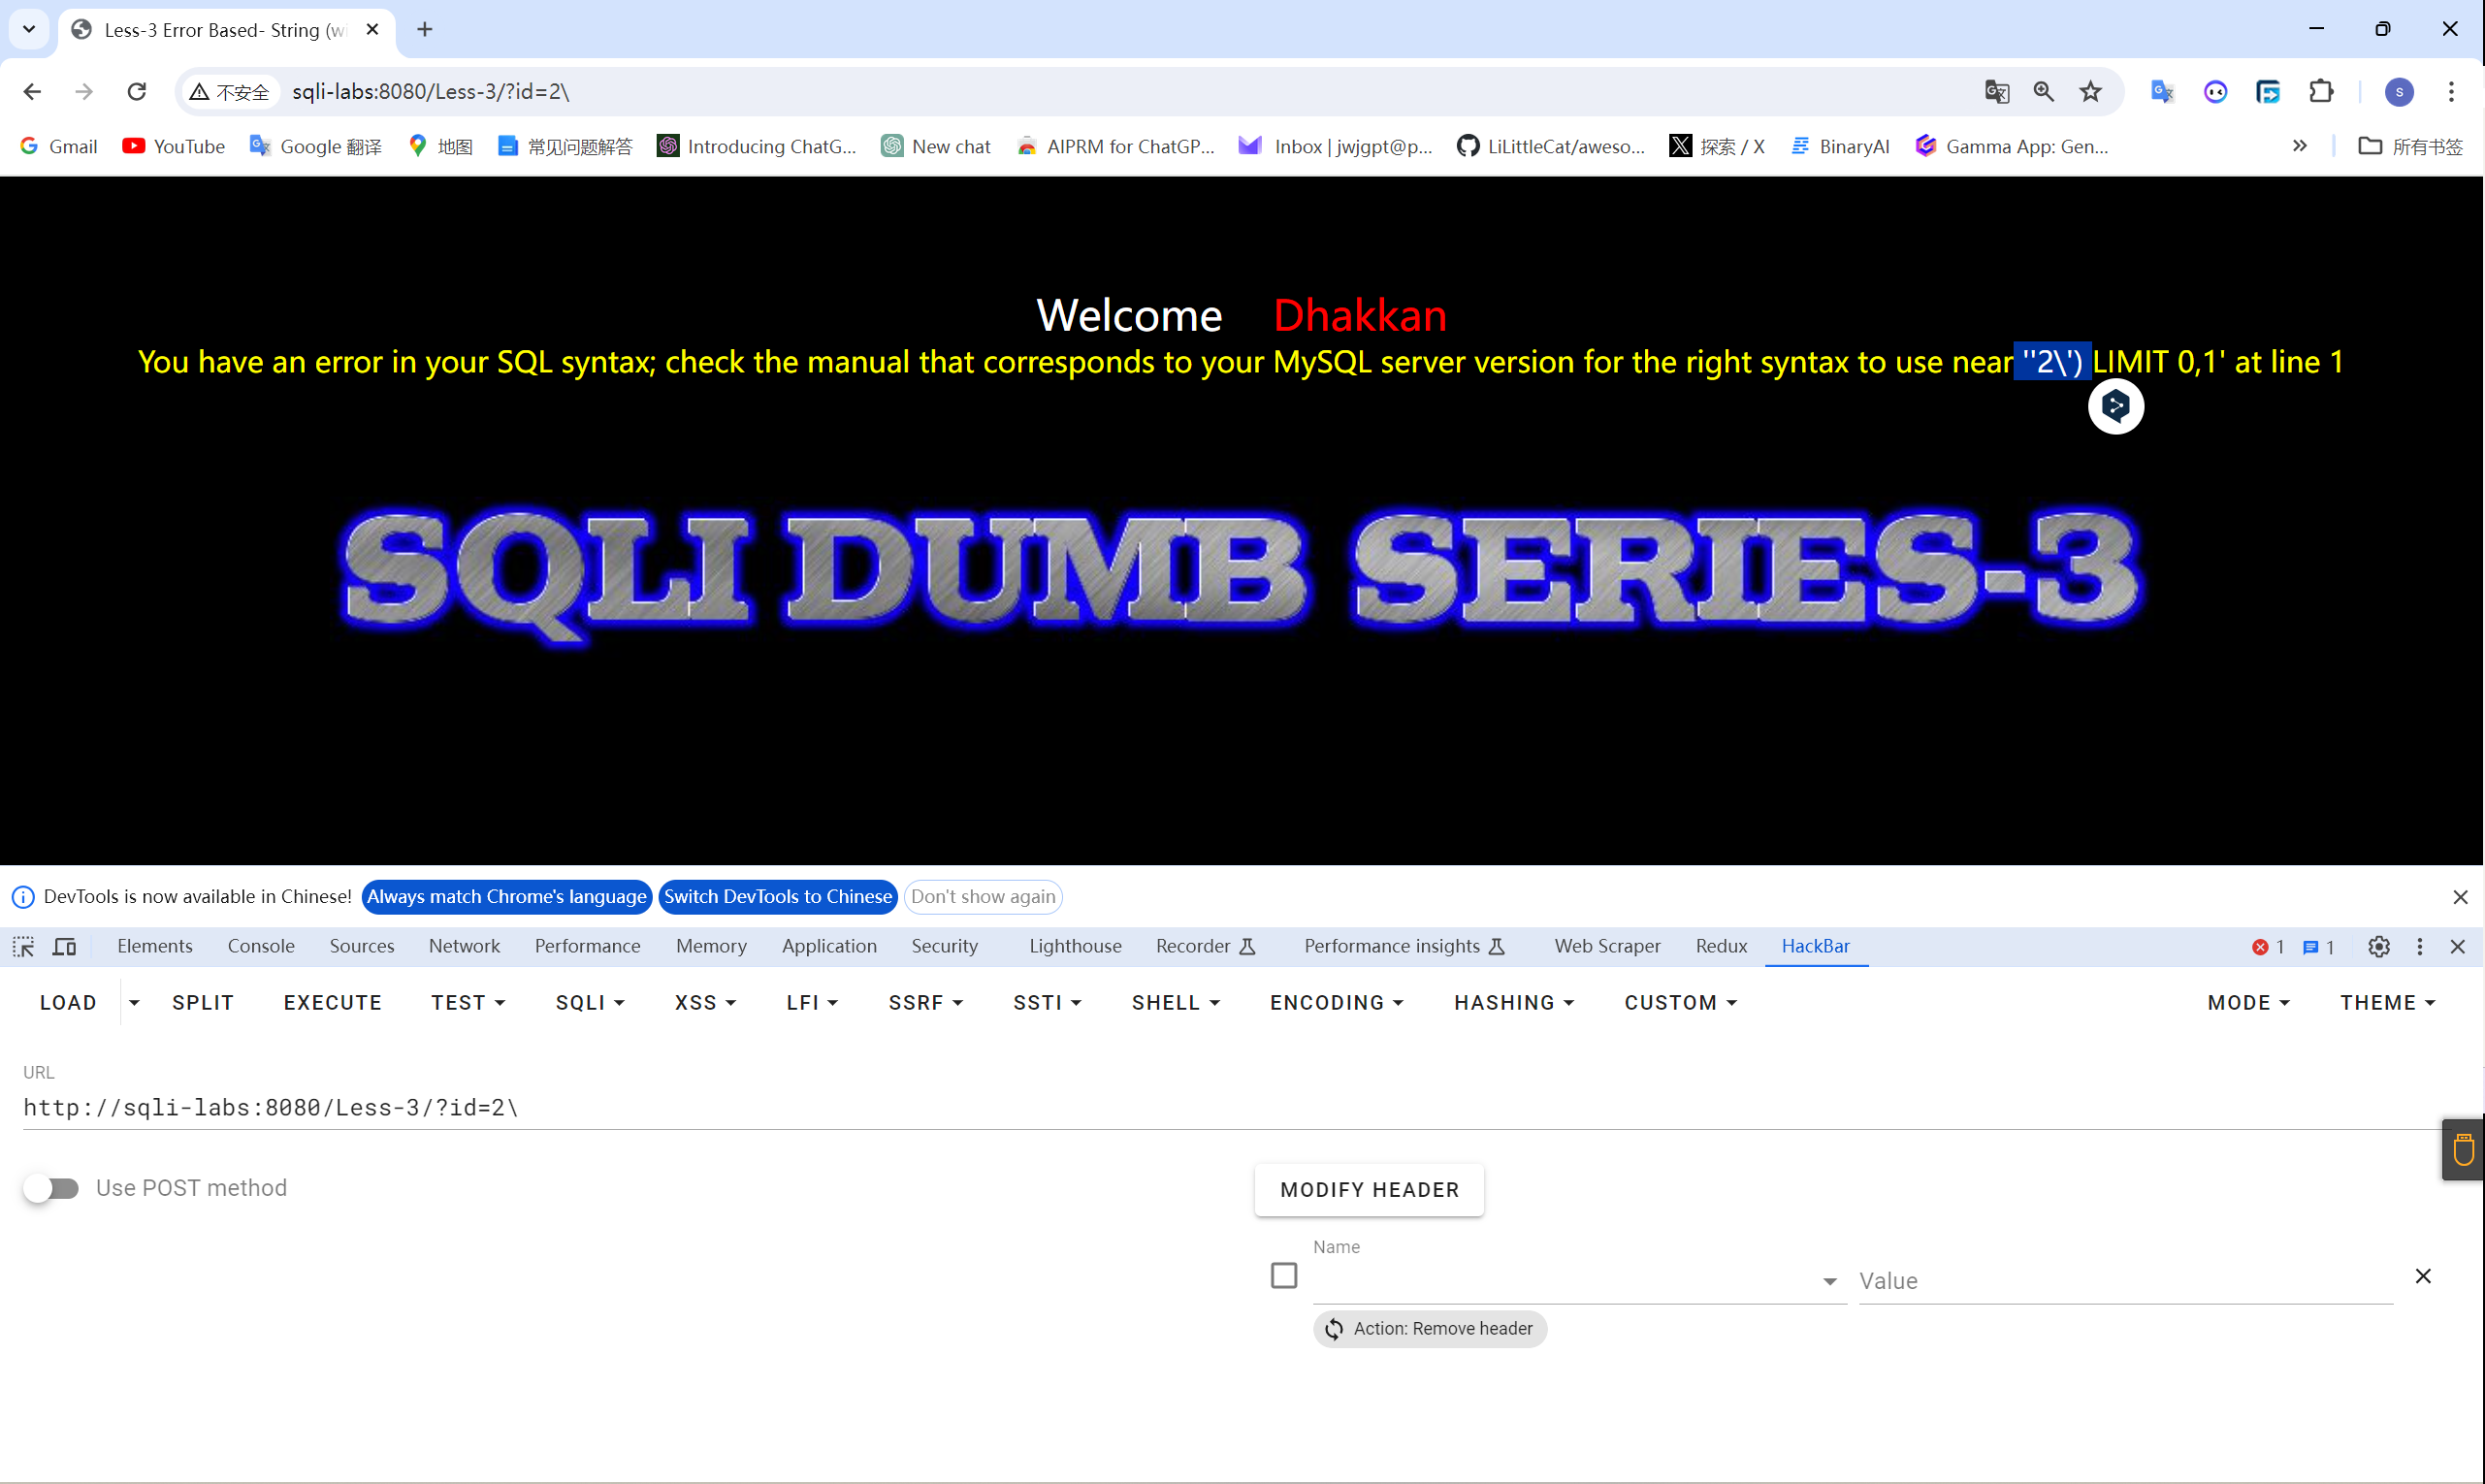 Less-3 Error Based- String (wi
不安全 sqli-labs:8080/Less-3/?id=2\ s
Gmail YouTube Google 翻译 地图 常见问题解答 Introducing ChatG... New chat AIPRM for ChatGP... Inbox | jwjgpt@p... LiLittleCat/aweso... 探索 / X BinaryAI Gamma App: Gen... » 所有书签
Welcome Dhakkan
You have an error in your SQL syntax; check the manual that corresponds to your MySQL server version for the right syntax to use near ''2\') LIMIT 0,1' at line 1
SQLI DUMB SERIES-3
DevTools is now available in Chinese! Always match Chrome's language Switch DevTools to Chinese Don't show again
Elements Console Sources Network Performance Memory Application Security Lighthouse Recorder Performance insights Web Scraper Redux HackBar 1 1
LOAD SPLIT EXECUTE TEST SQLI XSS LFI SSRF SSTI SHELL ENCODING HASHING CUSTOM MODE THEME
URL
http://sqli-labs:8080/Less-3/?id=2\
Use POST method MODIFY HEADER
Name
Value
Action: Remove header